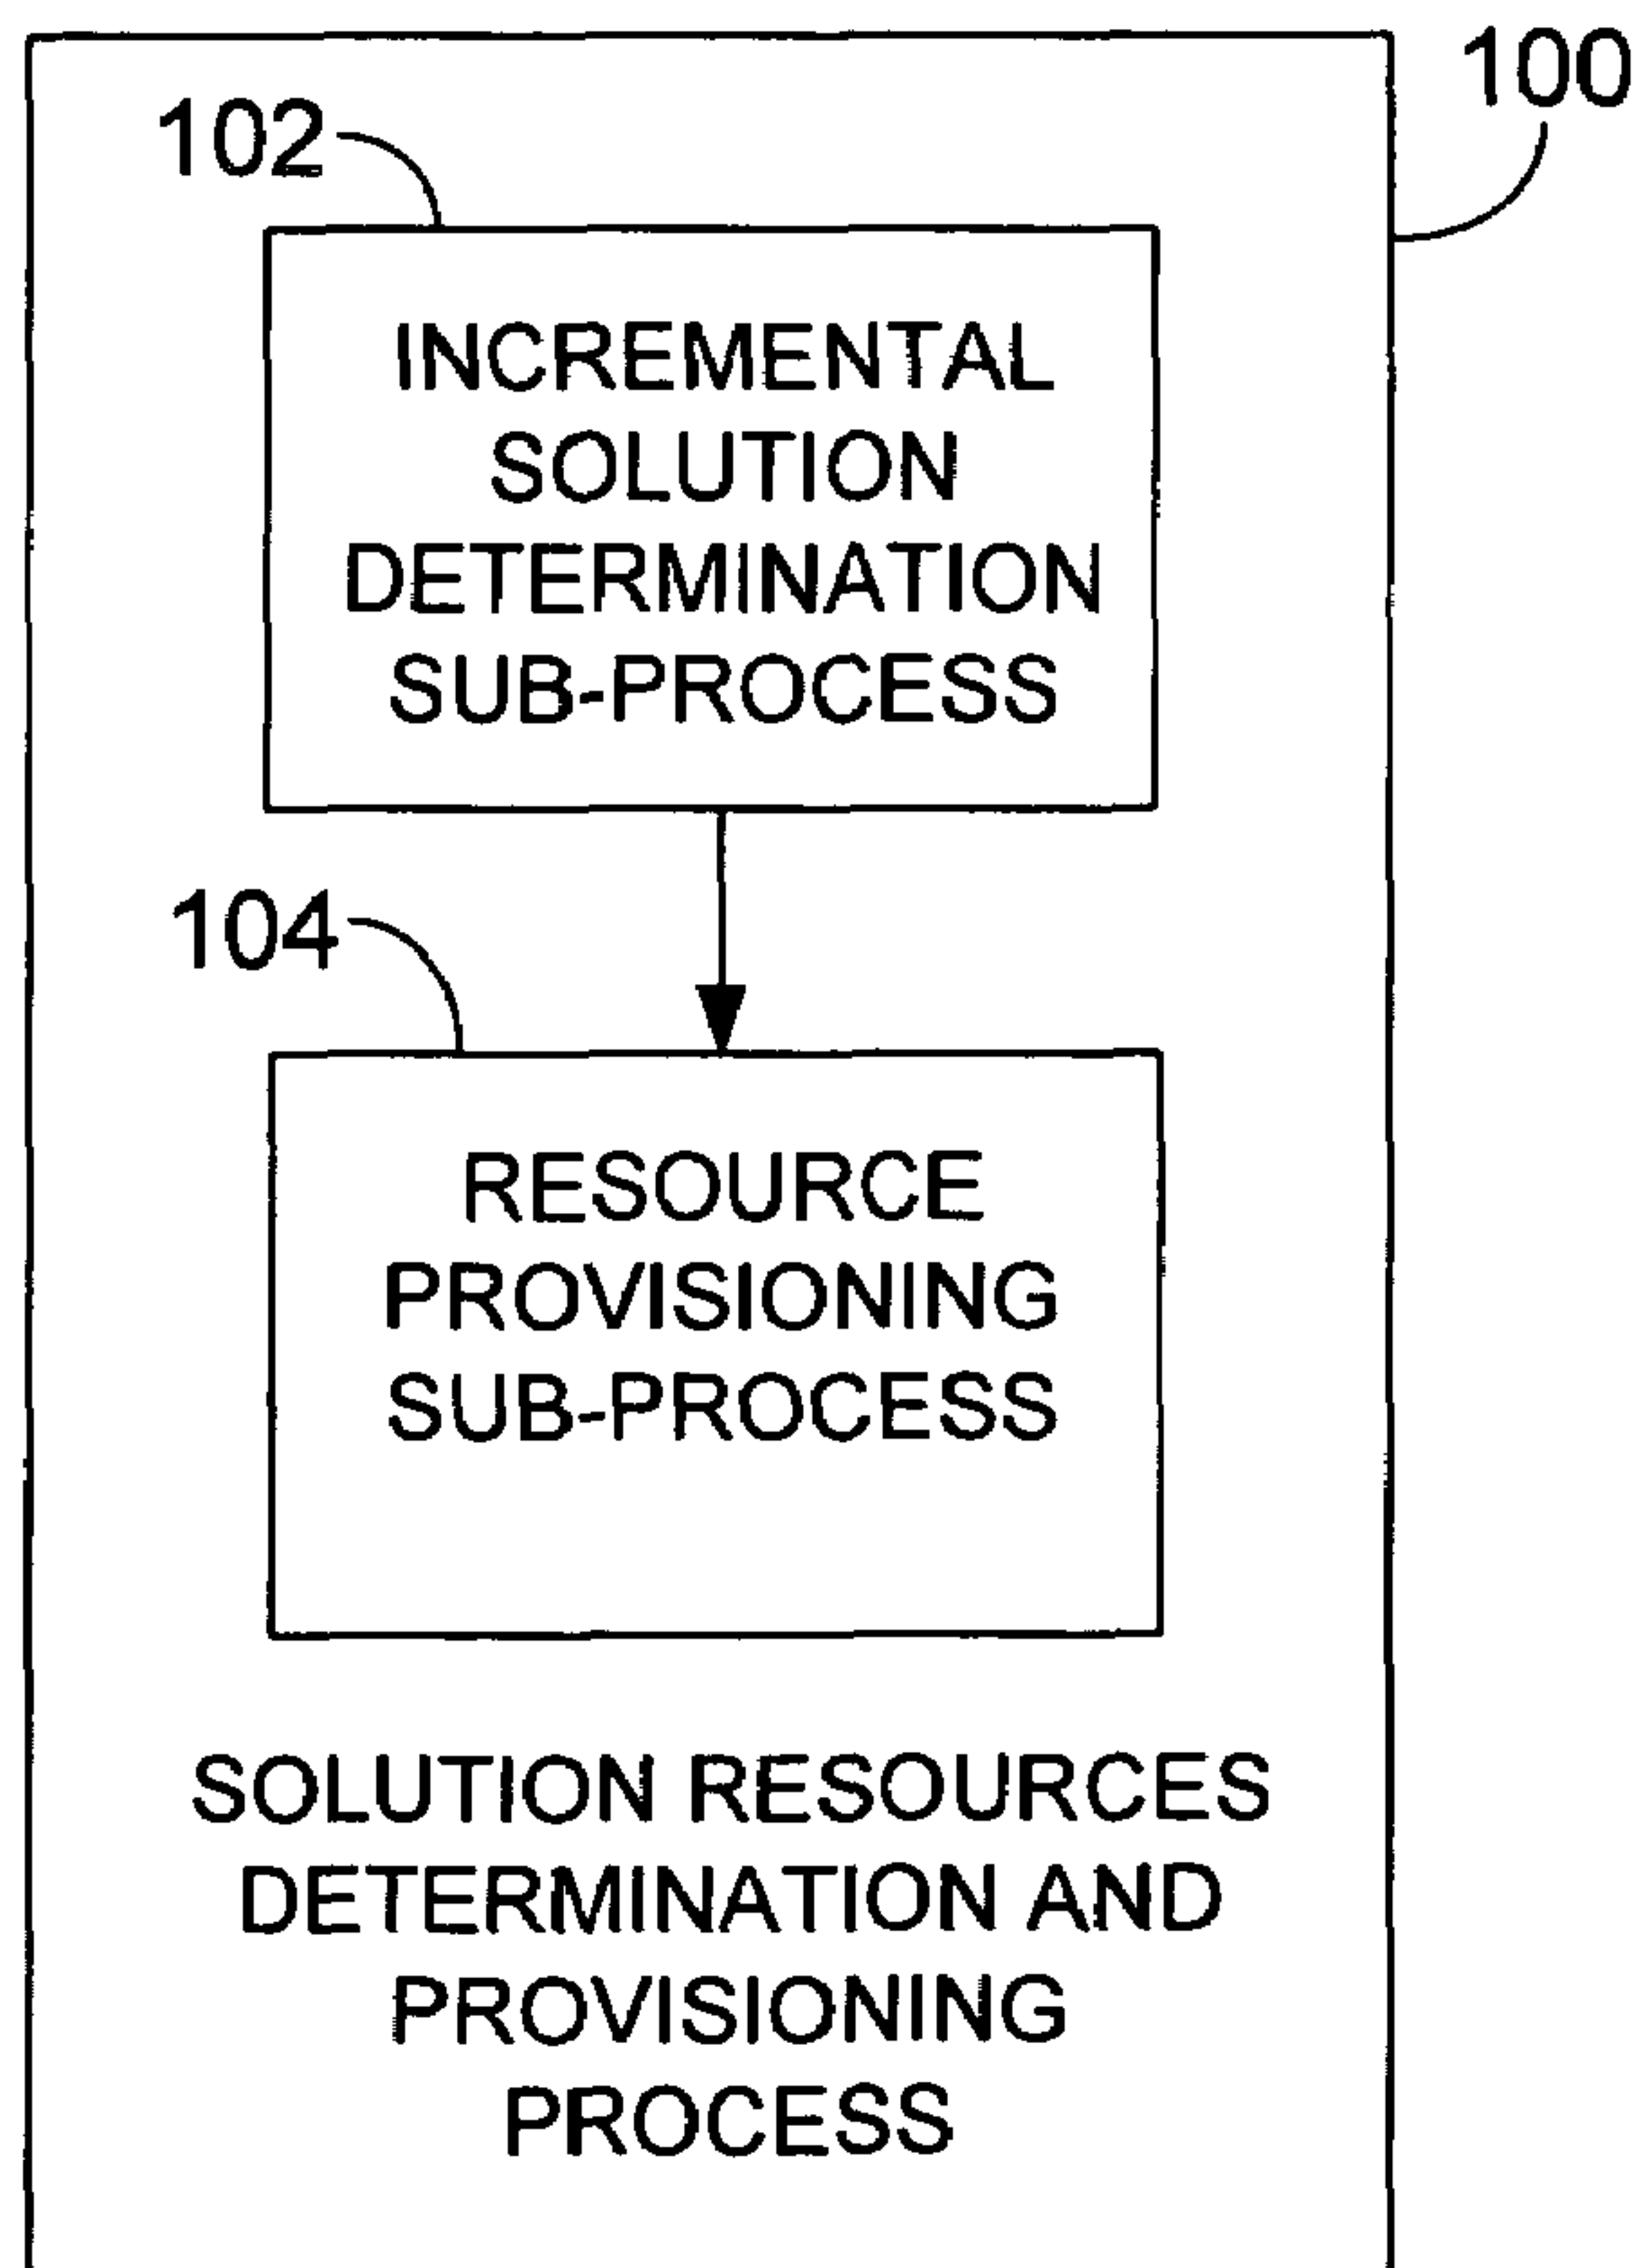 100
102
INCREMENTAL
SOLUTION
DETERMINATION
SUB-PROCESS
104
RESOURCE
PROVISIONING
SUB-PROCESS
SOLUTION RESOURCES
DETERMINATION AND
PROVISIONING
PROCESS